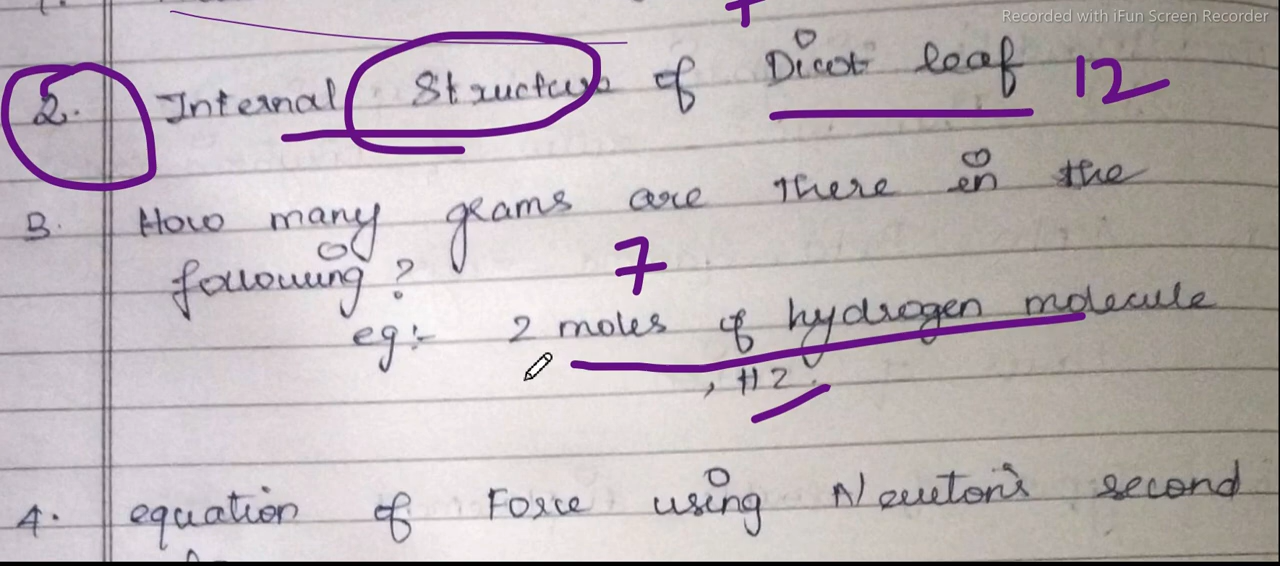 Recorded with iFun Screen Recorder
2. Internal Structure of Dicot leaf 12
3. How many grams are there in the
following? 7
eg:- 2 moles of hydrogen molecule
, H2.
4. equation of Force using Newton's second